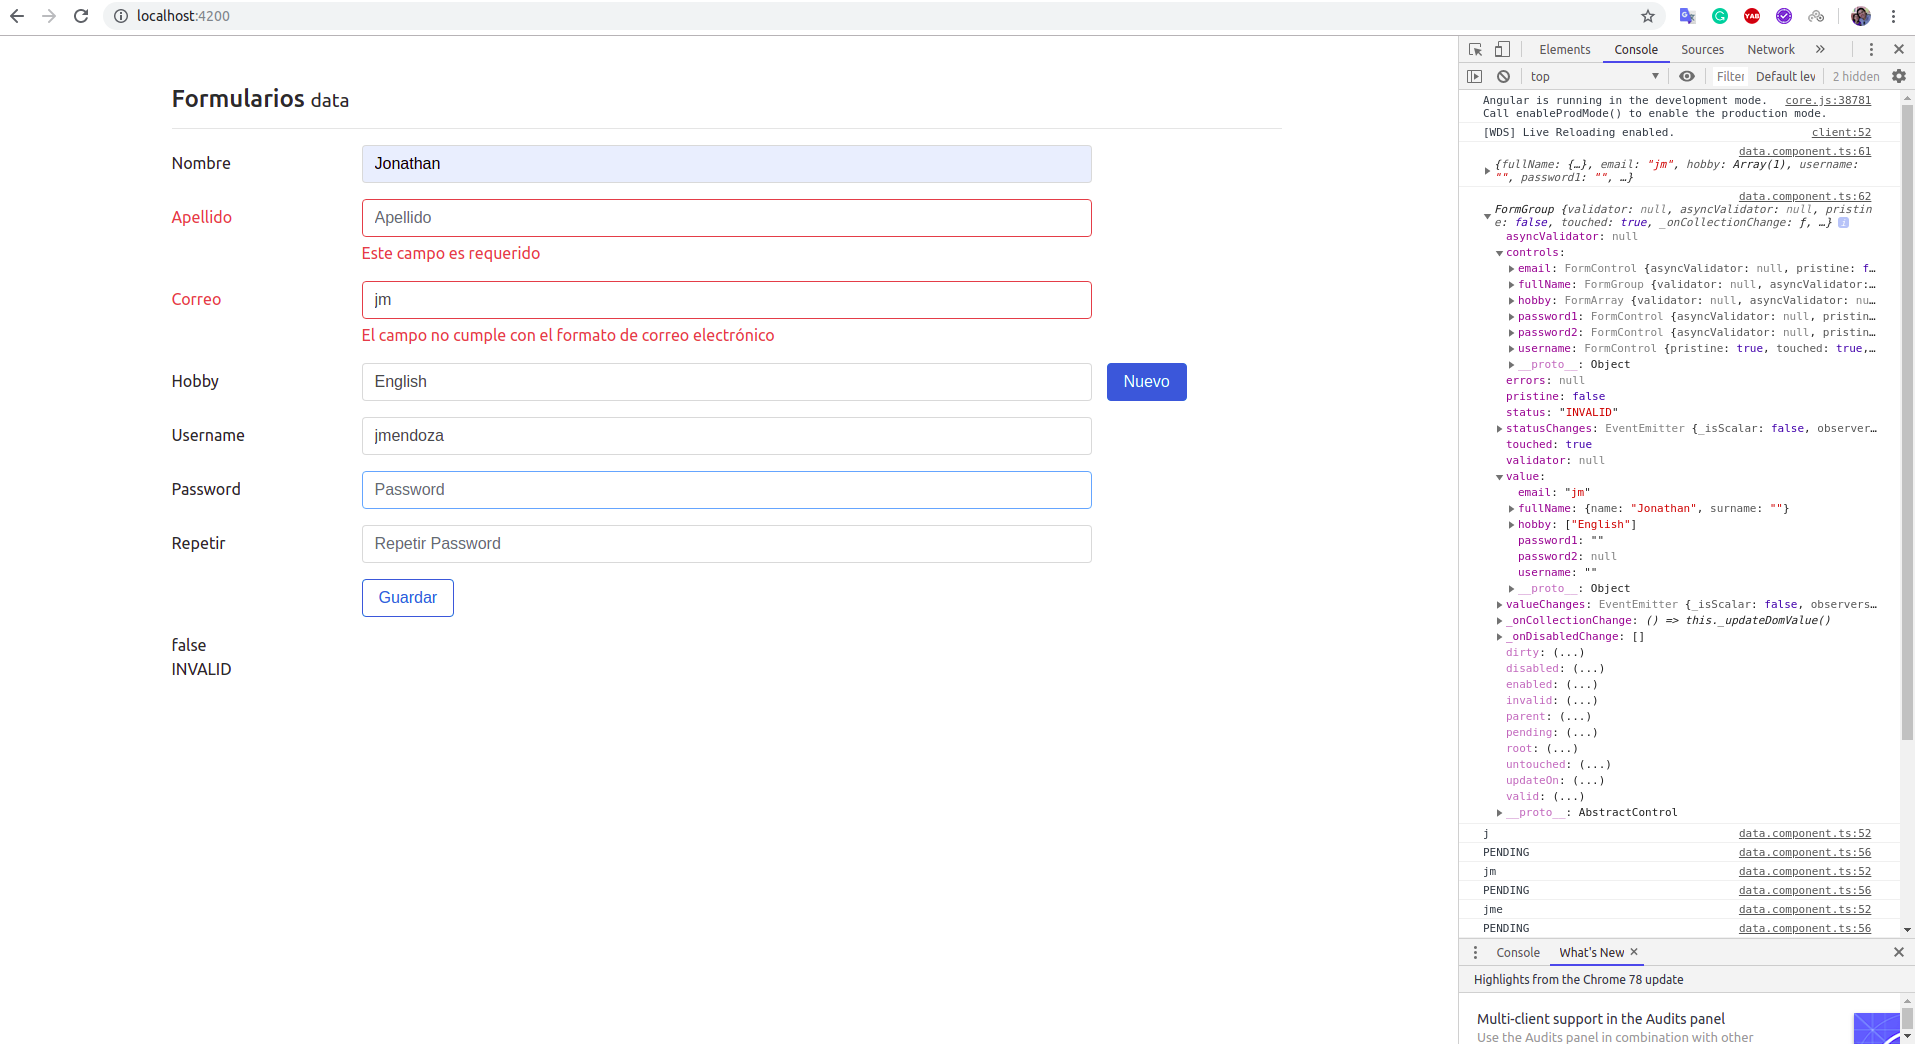 localhost:4200
YAB
Formularios data
Nombre
Jonathan
Apellido
Apellido
Este campo es requerido
Correo
jm
El campo no cumple con el formato de correo electrónico
Hobby
English
Nuevo
Username
jmendoza
Password
Password
Repetir
Repetir Password
Guardar
false
INVALID
Elements Console Sources Network »
top Filter Default lev 2 hidden
Angular is running in the development mode. core.js:38781
Call enableProdMode() to enable the production mode.
[WDS] Live Reloading enabled. client:52
data.component.ts:61
{fullName: {…}, email: "jm", hobby: Array(1), username:
"", password1: "", …}
data.component.ts:62
FormGroup {validator: null, asyncValidator: null, pristin
e: false, touched: true, _onCollectionChange: ƒ, …} i
asyncValidator: null
controls:
email: FormControl {asyncValidator: null, pristine: f…
fullName: FormGroup {validator: null, asyncValidator:…
hobby: FormArray {validator: null, asyncValidator: nu…
password1: FormControl {asyncValidator: null, pristin…
password2: FormControl {asyncValidator: null, pristin…
username: FormControl {pristine: true, touched: true,…
__proto__: Object
errors: null
pristine: false
status: "INVALID"
statusChanges: EventEmitter {_isScalar: false, observer…
touched: true
validator: null
value:
email: "jm"
fullName: {name: "Jonathan", surname: ""}
hobby: ["English"]
password1: ""
password2: null
username: ""
__proto__: Object
valueChanges: EventEmitter {_isScalar: false, observers…
_onCollectionChange: () => this._updateDomValue()
_onDisabledChange: []
dirty: (...)
disabled: (...)
enabled: (...)
invalid: (...)
parent: (...)
pending: (...)
root: (...)
untouched: (...)
updateOn: (...)
valid: (...)
__proto__: AbstractControl
j data.component.ts:52
PENDING data.component.ts:56
jm data.component.ts:52
PENDING data.component.ts:56
jme data.component.ts:52
PENDING data.component.ts:56
Console What's New
Highlights from the Chrome 78 update
Multi-client support in the Audits panel
Use the Audits panel in combination with other